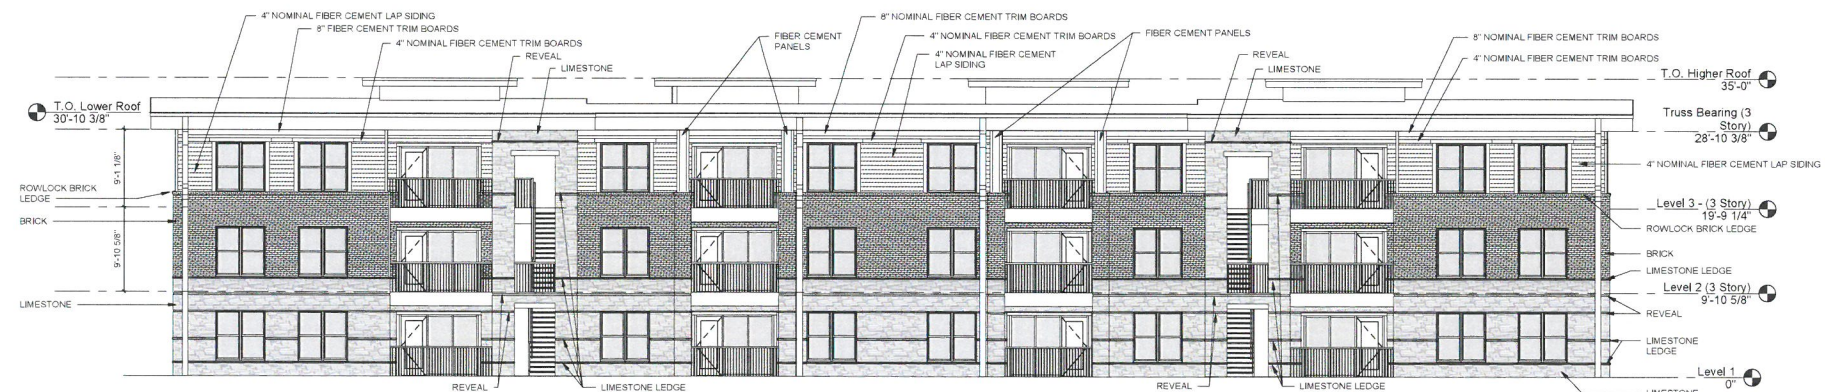 4" NOMINAL FIBER CEMENT LAP SIDING
8" FIBER CEMENT TRIM BOARDS
4" NOMINAL FIBER CEMENT TRIM BOARDS
REVEAL
LIMESTONE
FIBER CEMENT
PANELS
8" NOMINAL FIBER CEMENT TRIM BOARDS
4" NOMINAL FIBER CEMENT TRIM BOARDS
4" NOMINAL FIBER CEMENT
LAP SIDING
FIBER CEMENT PANELS
REVEAL
LIMESTONE
8" NOMINAL FIBER CEMENT TRIM BOARDS
4" NOMINAL FIBER CEMENT TRIM BOARDS
T.O. Lower Roof
30'-10 3/8"
T.O. Higher Roof
35'-0"
Truss Bearing (3
Story)
28'-10 3/8"
9'-1 1/8"
4" NOMINAL FIBER CEMENT LAP SIDING
ROWLOCK BRICK
LEDGE
BRICK
9'-10 5/8"
LIMESTONE
Level 3 - (3 Story)
19'-9 1/4"
ROWLOCK BRICK LEDGE
BRICK
LIMESTONE LEDGE
Level 2 (3 Story)
9'-10 5/8"
REVEAL
LIMESTONE
LEDGE
Level 1
0"
REVEAL
LIMESTONE LEDGE
REVEAL
LIMESTONE LEDGE
LIMESTONE